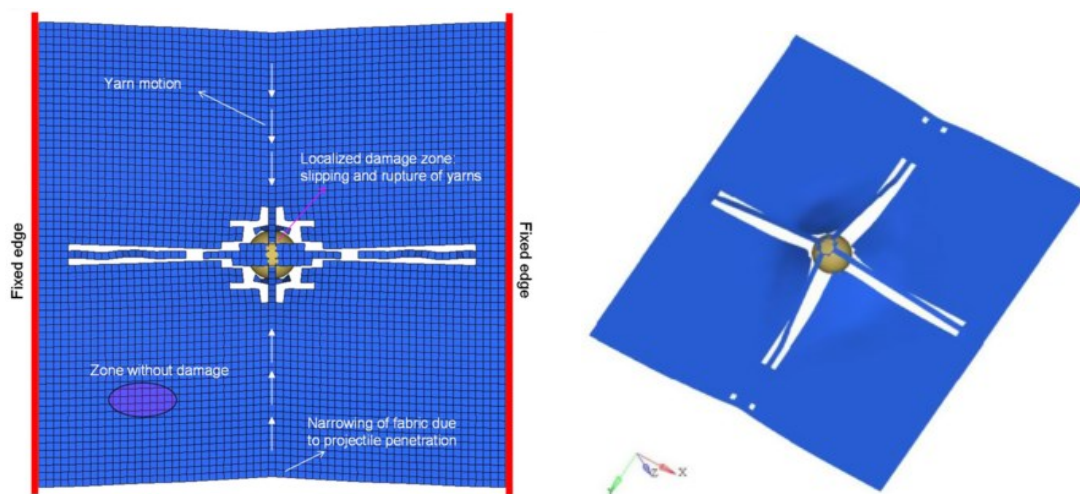 Yarn motion
Localized damage zone:
slipping and rupture of yarns
Fixed edge
Fixed edge
Zone without damage
Narrowing of fabric due
to projectile penetration
Z
X